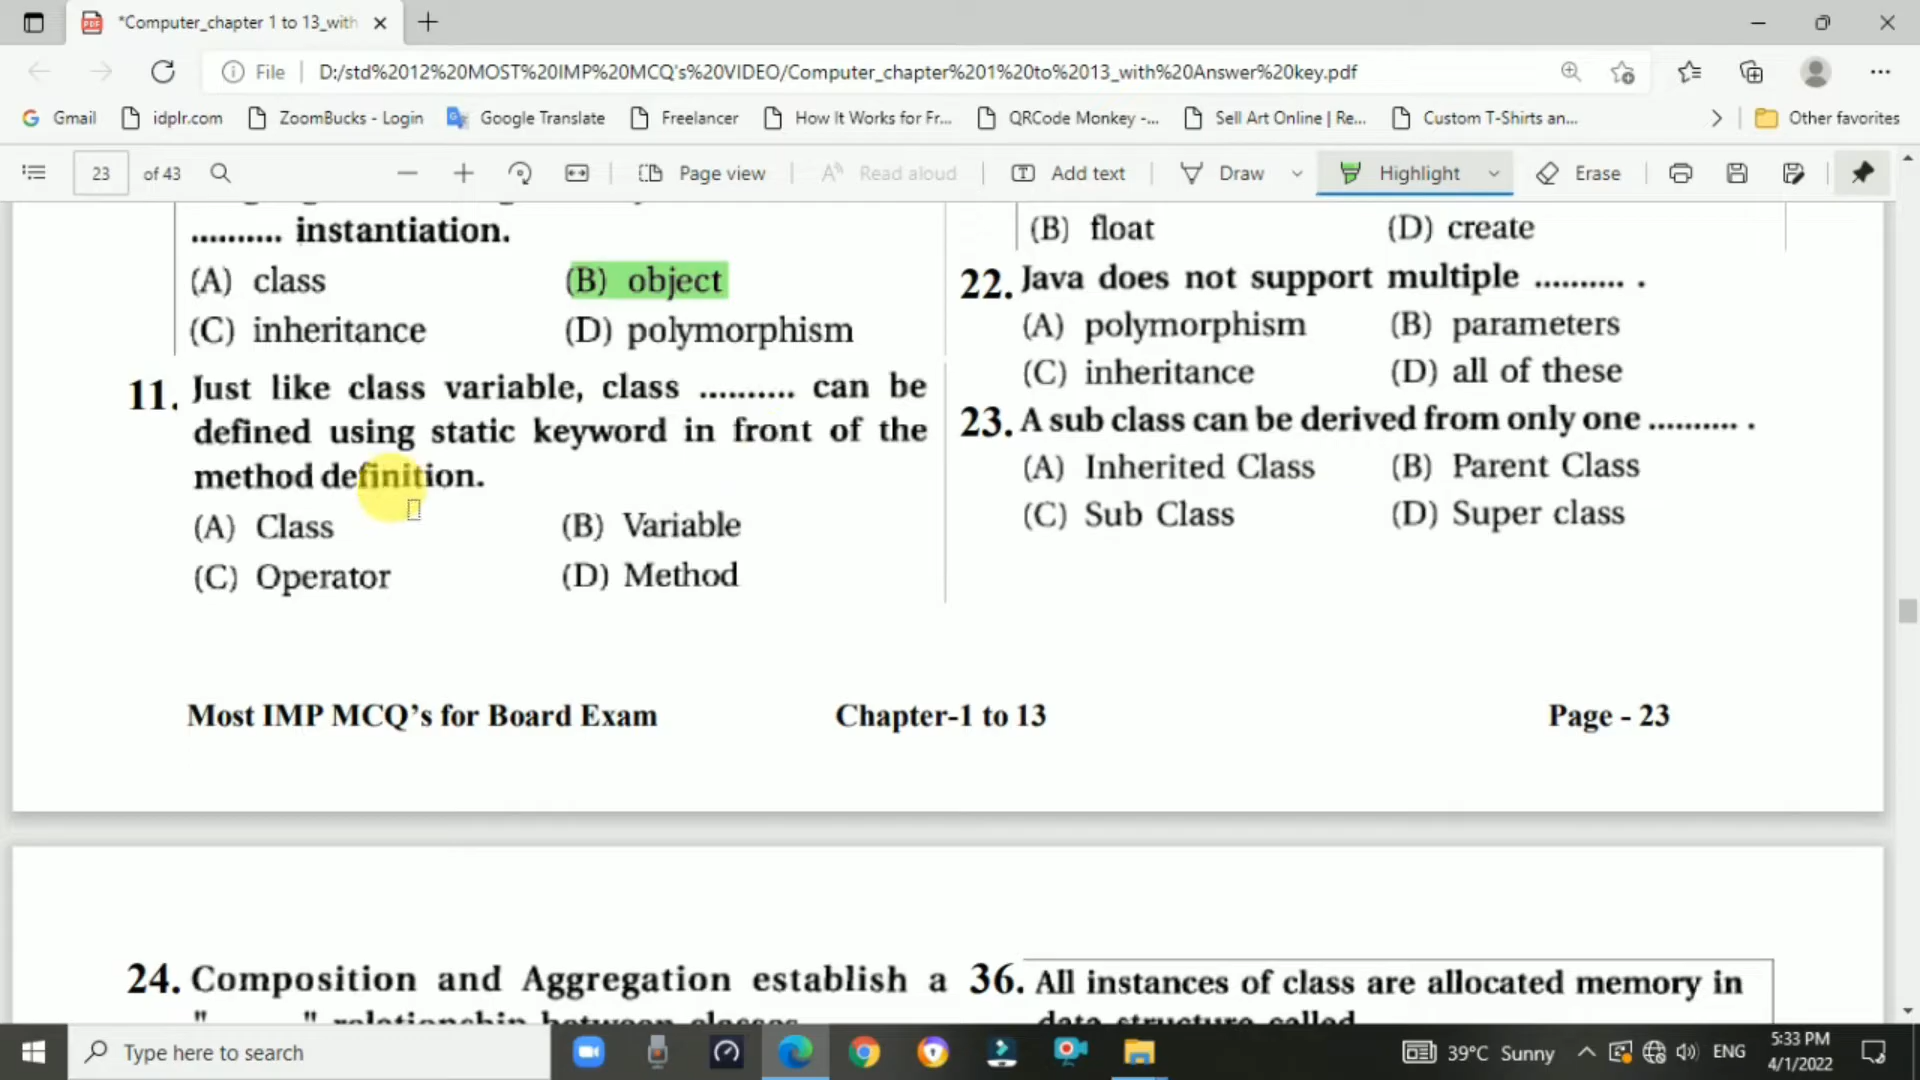 *Computer_chapter 1 to 13_with
File
D:/std%2012%20MOST%20IMP%20MCQ's%20VIDEO/Computer_chapter%201%20to%2013_with%20Answer%20key.pdf
Gmail
idplr.com
ZoomBucks - Login
Google Translate
Freelancer
How It Works for Fr...
QRCode Monkey -...
Sell Art Online | Re...
Custom T-Shirts an...
Other favorites
23 of 43
Page view
Read aloud
Add text
Draw
Highlight
Erase
.......... instantiation.
(A) class (B) object
(C) inheritance (D) polymorphism
11. Just like class variable, class .......... can be
defined using static keyword in front of the
method definition.
(A) Class (B) Variable
(C) Operator (D) Method
(B) float (D) create
22. Java does not support multiple .......... .
(A) polymorphism (B) parameters
(C) inheritance (D) all of these
23. A sub class can be derived from only one .......... .
(A) Inherited Class (B) Parent Class
(C) Sub Class (D) Super class
Most IMP MCQ's for Board Exam Chapter-1 to 13 Page - 23
24. Composition and Aggregation establish a
" " relationship between classes
36. All instances of class are allocated memory in
data structure called
Type here to search
39°C Sunny
ENG
5:33 PM
4/1/2022